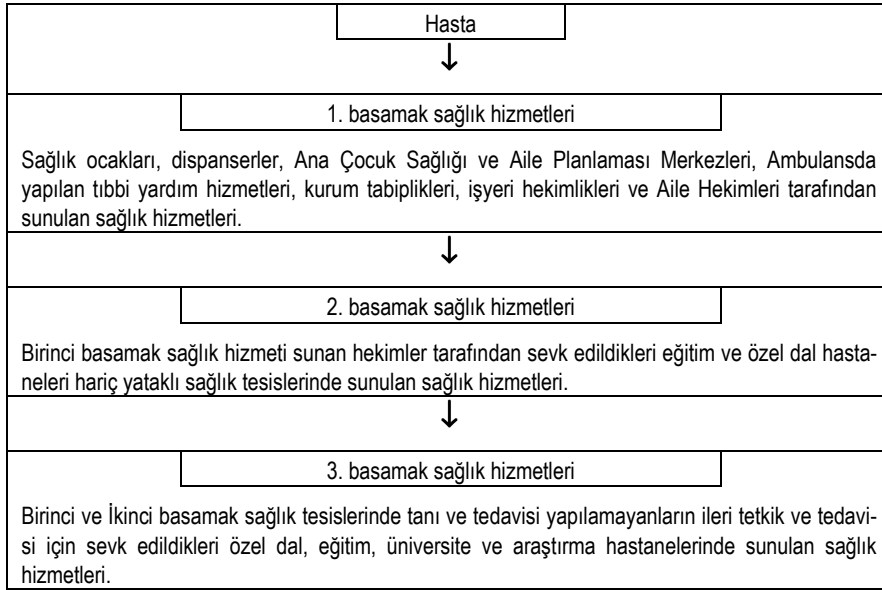 Hasta
↓
1. basamak sağlık hizmetleri
Sağlık ocakları, dispanserler, Ana Çocuk Sağlığı ve Aile Planlaması Merkezleri, Ambulansda
yapılan tıbbi yardım hizmetleri, kurum tabiplikleri, işyeri hekimlikleri ve Aile Hekimleri tarafından
sunulan sağlık hizmetleri.
↓
2. basamak sağlık hizmetleri
Birinci basamak sağlık hizmeti sunan hekimler tarafından sevk edildikleri eğitim ve özel dal hasta-
neleri hariç yataklı sağlık tesislerinde sunulan sağlık hizmetleri.
↓
3. basamak sağlık hizmetleri
Birinci ve İkinci basamak sağlık tesislerinde tanı ve tedavisi yapılamayanların ileri tetkik ve tedavi-
si için sevk edildikleri özel dal, eğitim, üniversite ve araştırma hastanelerinde sunulan sağlık
hizmetleri.